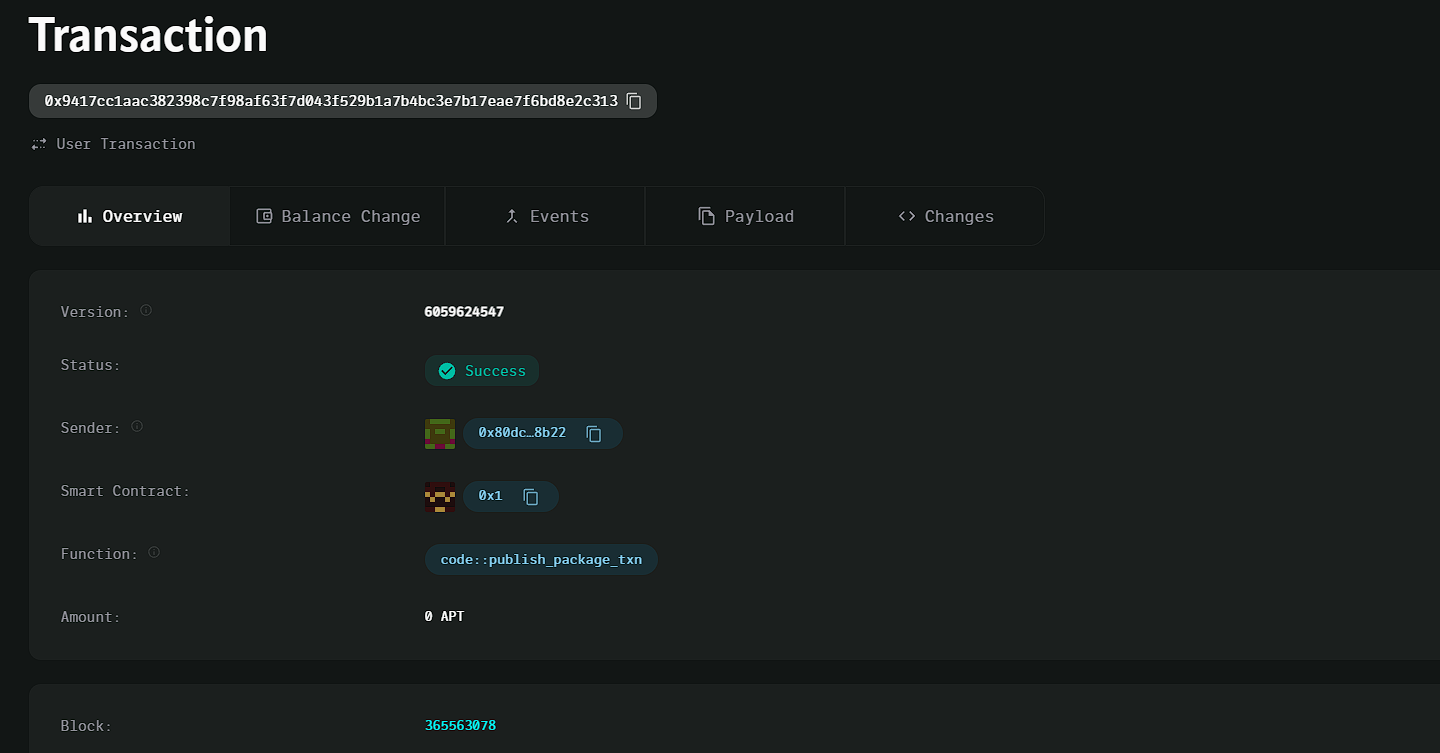 Transaction
0x9417cc1aac382398c7f98af63f7d043f529b1a7b4bc3e7b17eae7f6bd8e2c313
User Transaction
Overview Balance Change Events Payload Changes
Version: 6059624547
Status: Success
Sender: 0x80dc…8b22
Smart Contract: 0x1
Function: code::publish_package_txn
Amount: 0 APT
Block: 365563078